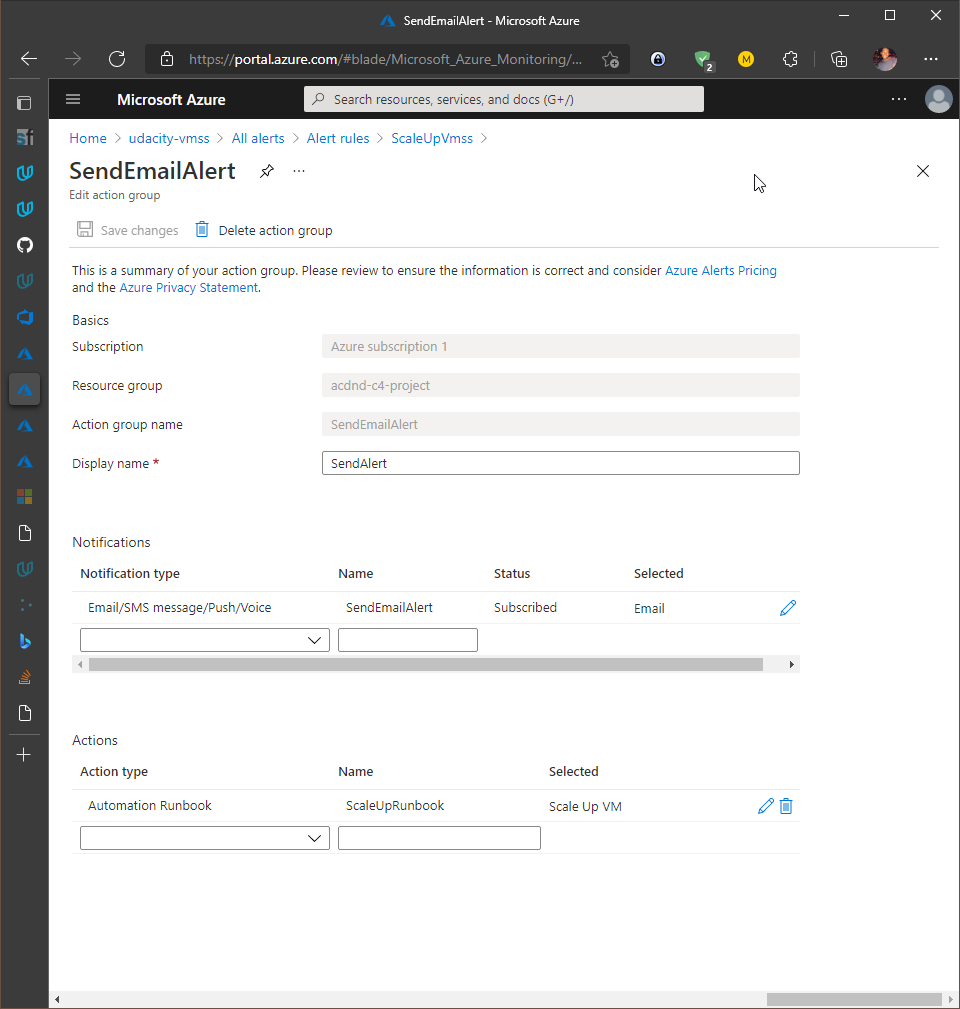 SendEmailAlert - Microsoft Azure
https://portal.azure.com/#blade/Microsoft_Azure_Monitoring/...
2
M
Microsoft Azure
Search resources, services, and docs (G+/)
Home > udacity-vmss > All alerts > Alert rules > ScaleUpVmss >
SendEmailAlert
Edit action group
Save changes Delete action group
This is a summary of your action group. Please review to ensure the information is correct and consider Azure Alerts Pricing
and the Azure Privacy Statement.
Basics
Subscription Azure subscription 1
Resource group acdnd-c4-project
Action group name SendEmailAlert
Display name * SendAlert
Notifications
Notification type Name Status Selected
Email/SMS message/Push/Voice SendEmailAlert Subscribed Email
Actions
Action type Name Selected
Automation Runbook ScaleUpRunbook Scale Up VM